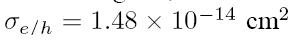 σ_{e/h} = 1.48 × 10^{−14} cm^2